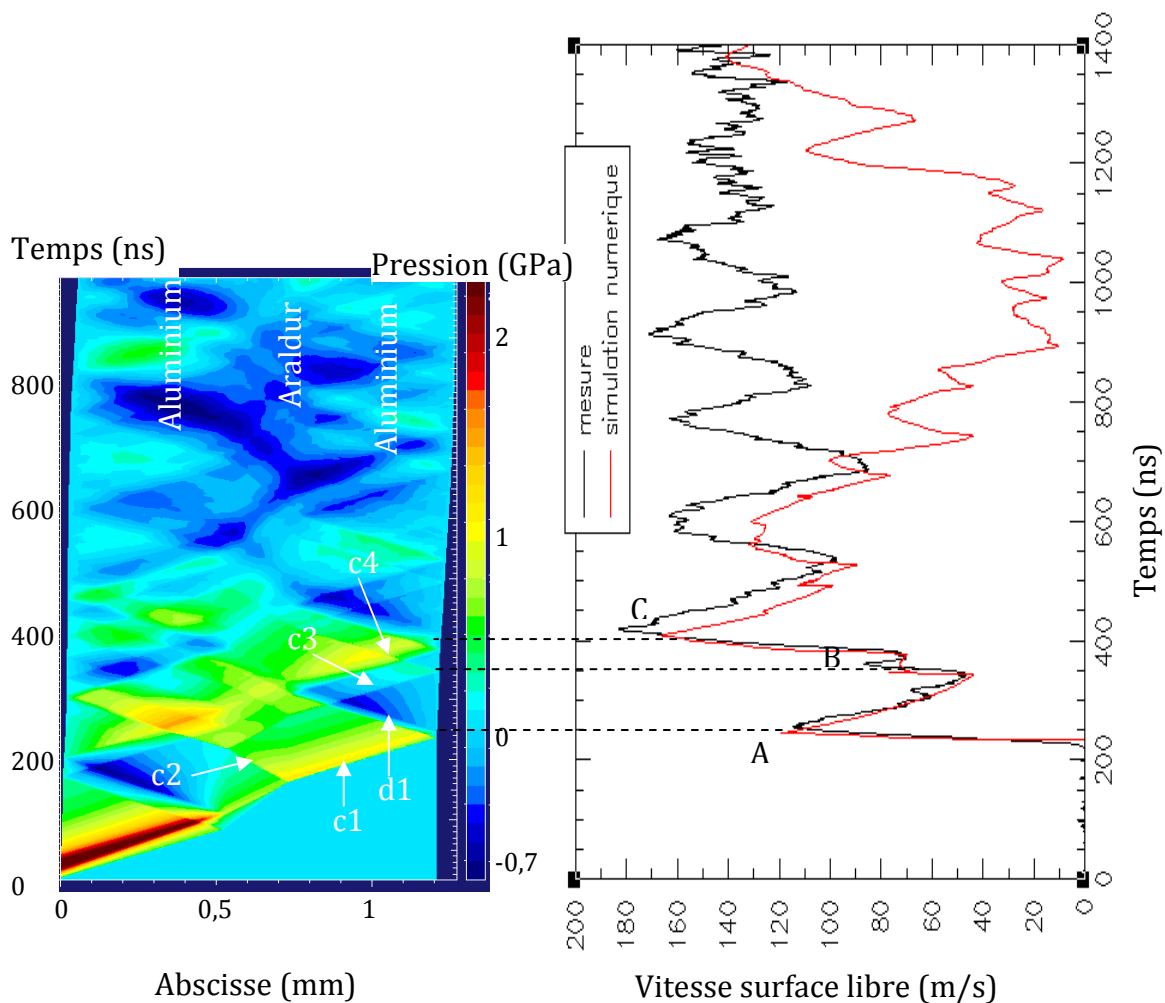 Temps (ns)
Pression (GPa)
Aluminium
Araldur
Aluminium
800
600
400
200
0
0
0,5
1
Abscisse (mm)
2
1
0
-0,7
c4
c3
c2
d1
c1
mesure
simulation numerique
C
B
A
1400
1200
1000
800
600
400
200
0
Temps (ns)
200
180
160
140
120
100
80
60
40
20
0
Vitesse surface libre (m/s)